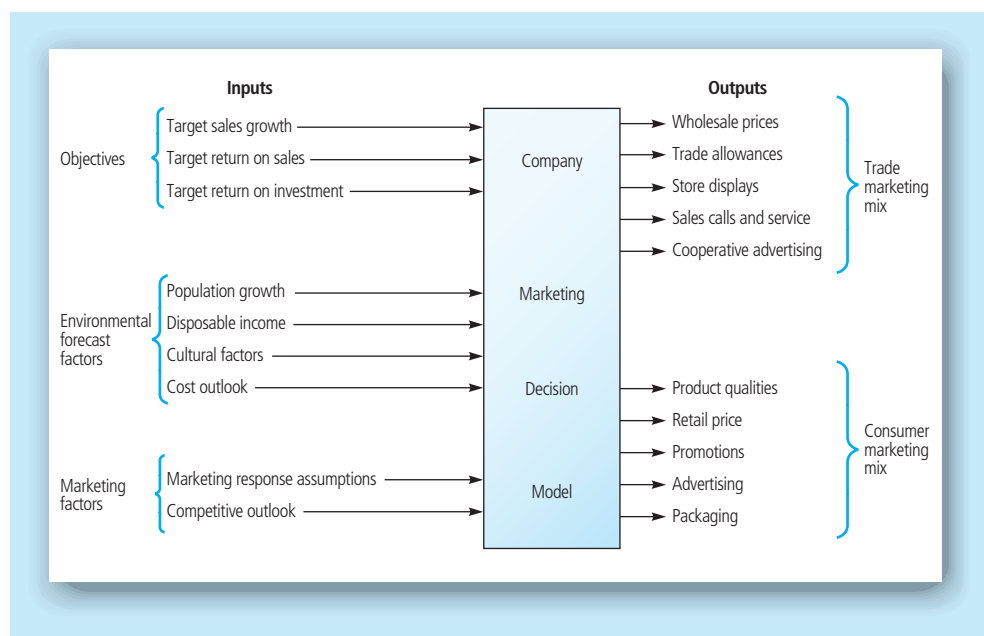 Inputs
Objectives
Target sales growth
Target return on sales
Target return on investment
Environmental
forecast
factors
Population growth
Disposable income
Cultural factors
Cost outlook
Marketing
factors
Marketing response assumptions
Competitive outlook
Company
Marketing
Decision
Model
Outputs
Wholesale prices
Trade allowances
Store displays
Sales calls and service
Cooperative advertising
Trade
marketing
mix
Product qualities
Retail price
Promotions
Advertising
Packaging
Consumer
marketing
mix